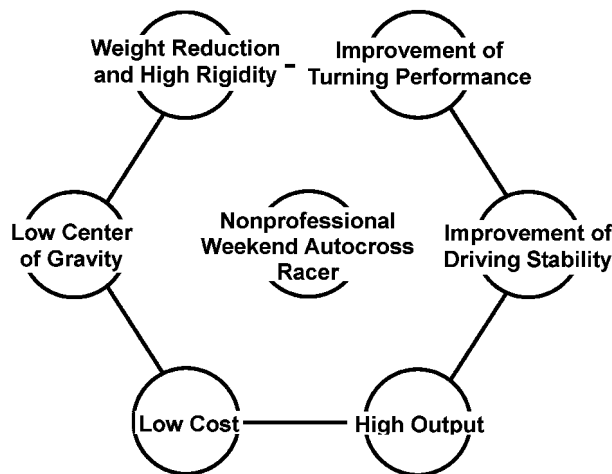 Weight Reduction
and High Rigidity
Improvement of
Turning Performance
Low Center
of Gravity
Nonprofessional
Weekend Autocross
Racer
Improvement of
Driving Stability
Low Cost
High Output